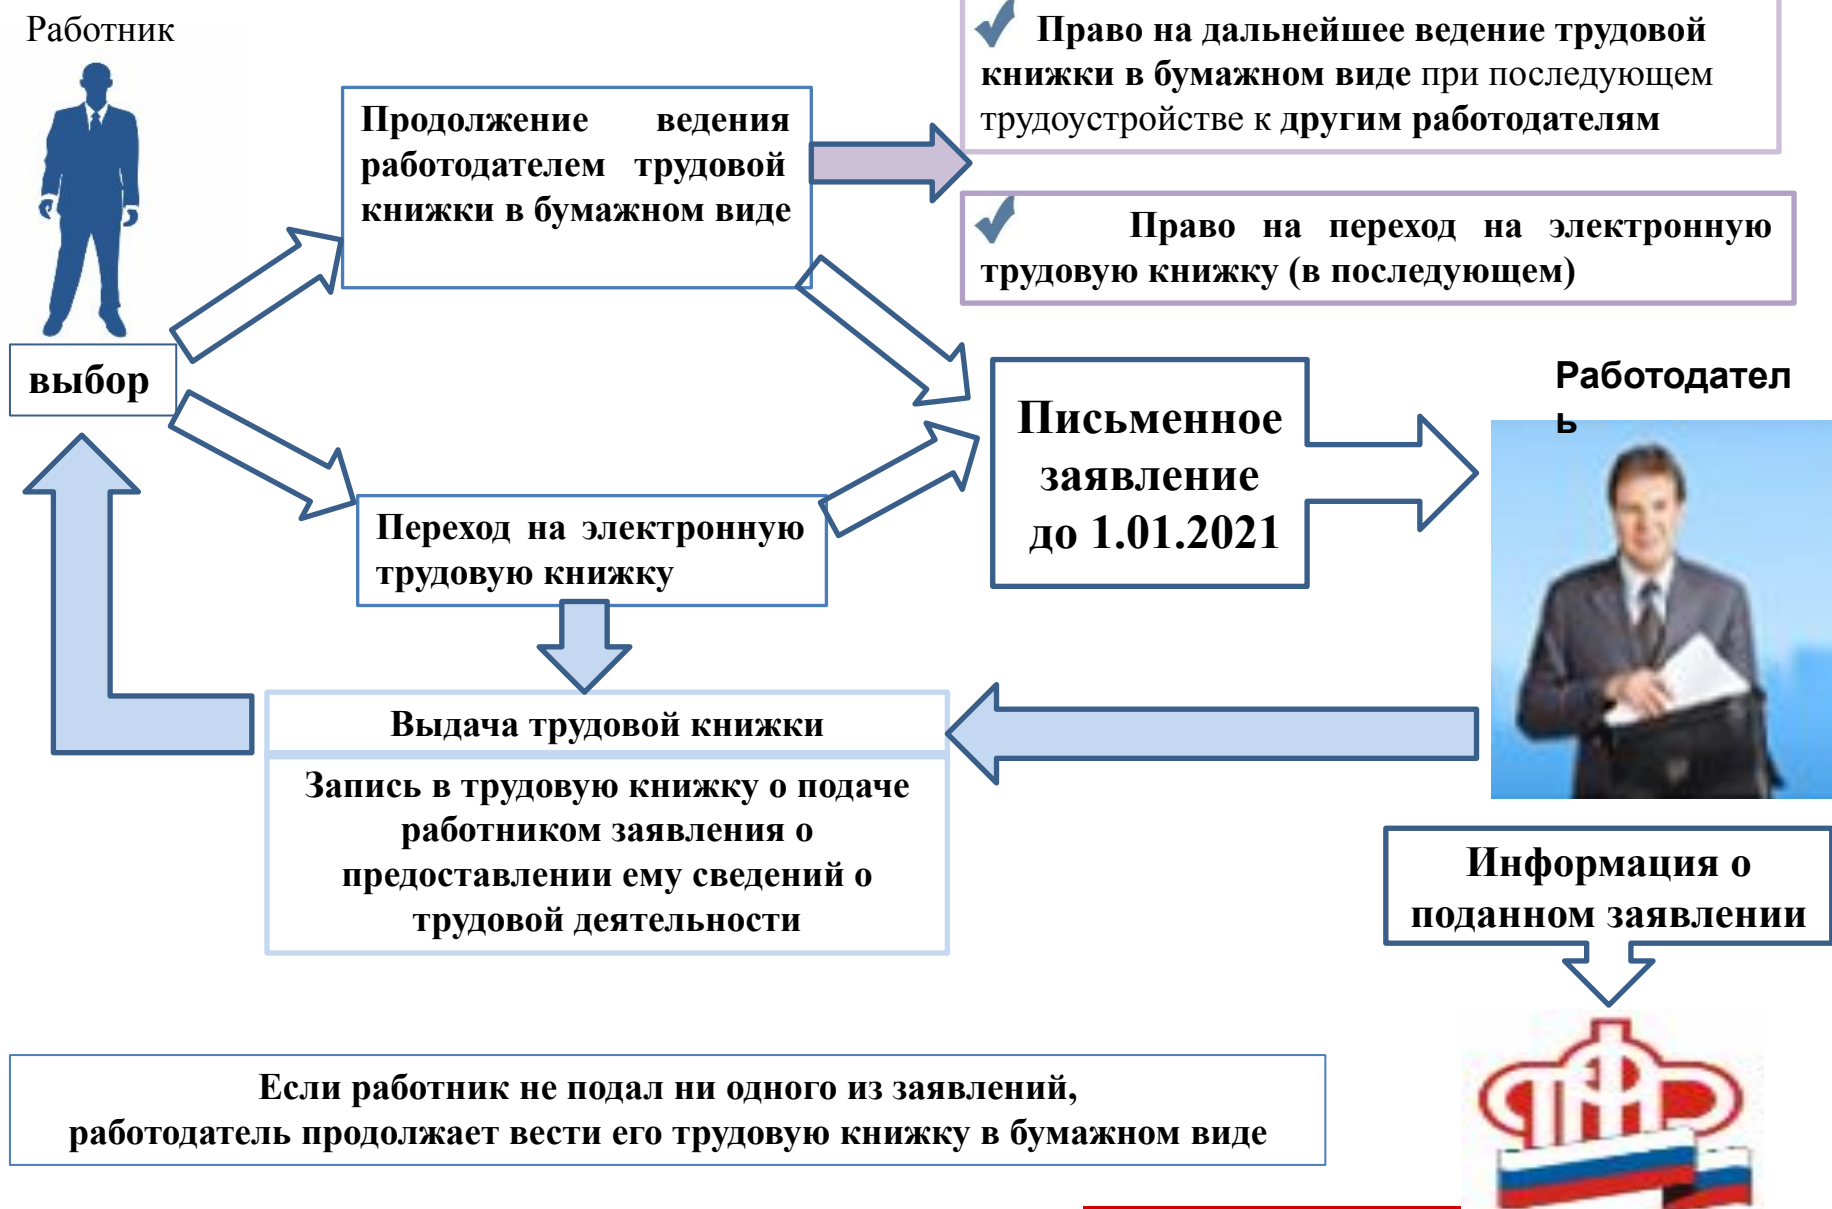 Работник
Право на дальнейшее ведение трудовой
книжки в бумажном виде при последующем
трудоустройстве к другим работодателям
Продолжение ведения
работодателем трудовой
книжки в бумажном виде
Право на переход на электронную
трудовую книжку (в последующем)
выбор
Письменное
заявление
до 1.01.2021
Работодател
ь
Переход на электронную
трудовую книжку
Выдача трудовой книжки
Запись в трудовую книжку о подаче
работником заявления о
предоставлении ему сведений о
трудовой деятельности
Информация о
поданном заявлении
Если работник не подал ни одного из заявлений,
работодатель продолжает вести его трудовую книжку в бумажном виде